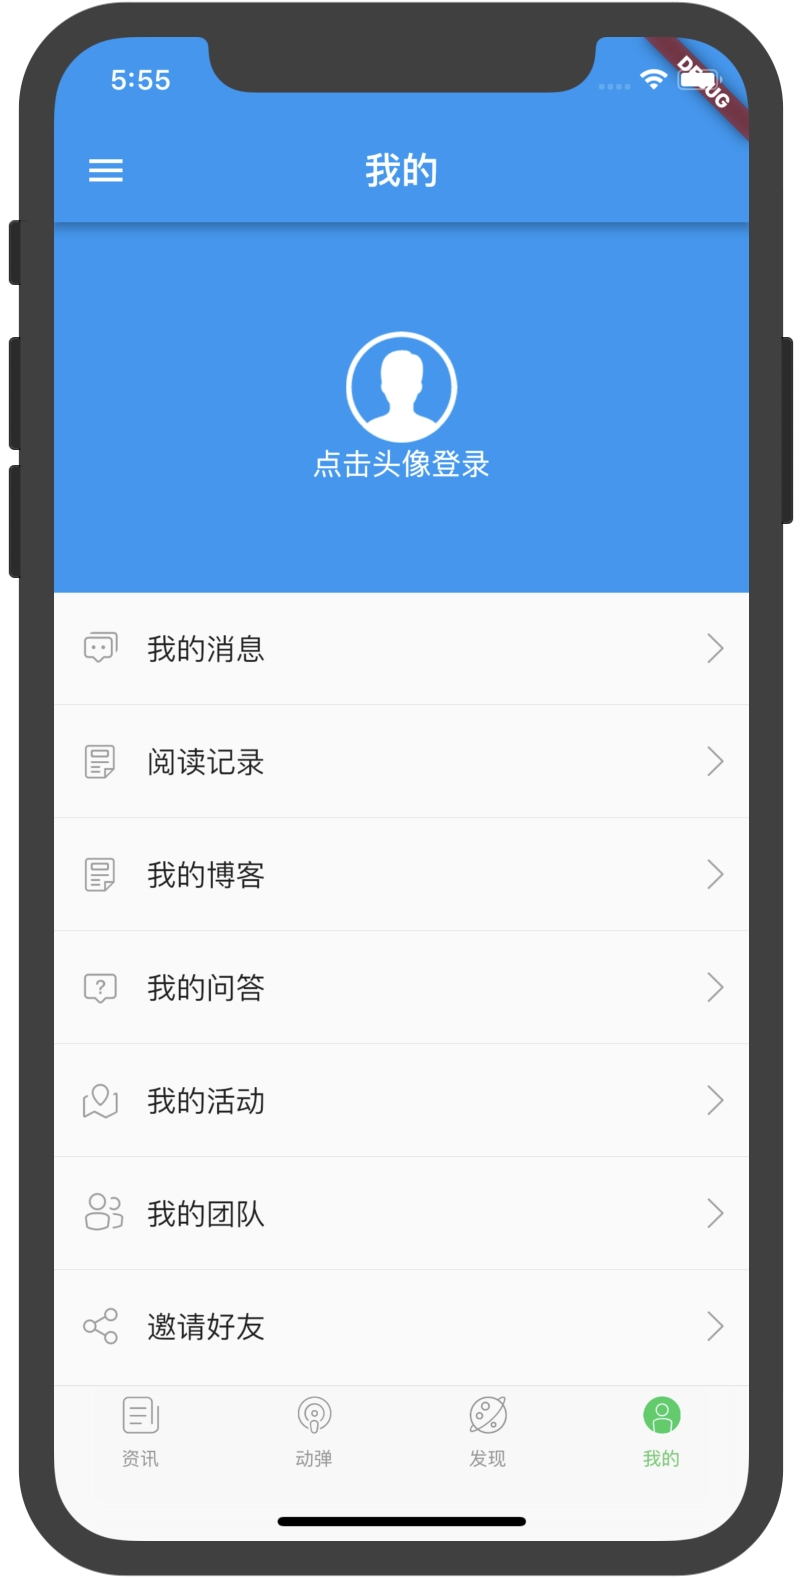 5:55
DEBUG
我的
点击头像登录
我的消息
阅读记录
我的博客
?
我的问答
我的活动
我的团队
邀请好友
资讯
动弹
发现
我的